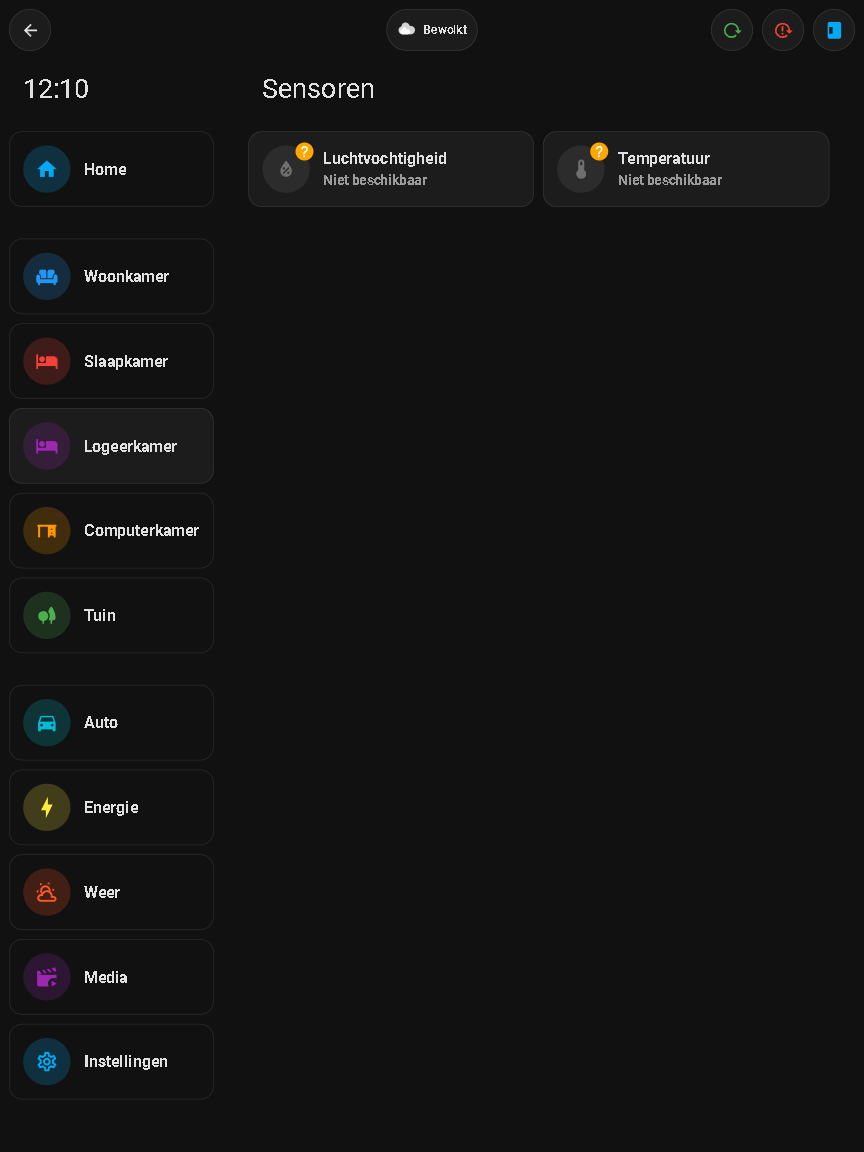 Bewolkt
12:10
Sensoren
Home
Woonkamer
Slaapkamer
Logeerkamer
Computerkamer
Tuin
Auto
Energie
Weer
Media
Instellingen
?
Luchtvochtigheid
Niet beschikbaar
?
Temperatuur
Niet beschikbaar